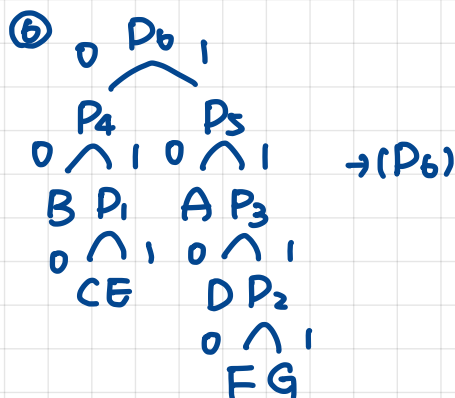 ⑥ 0 P6 1
P4 P5
0 1 0 1 →(P6)
B P1 A P3
0 1 0 1
C E D P2
0 1
F G